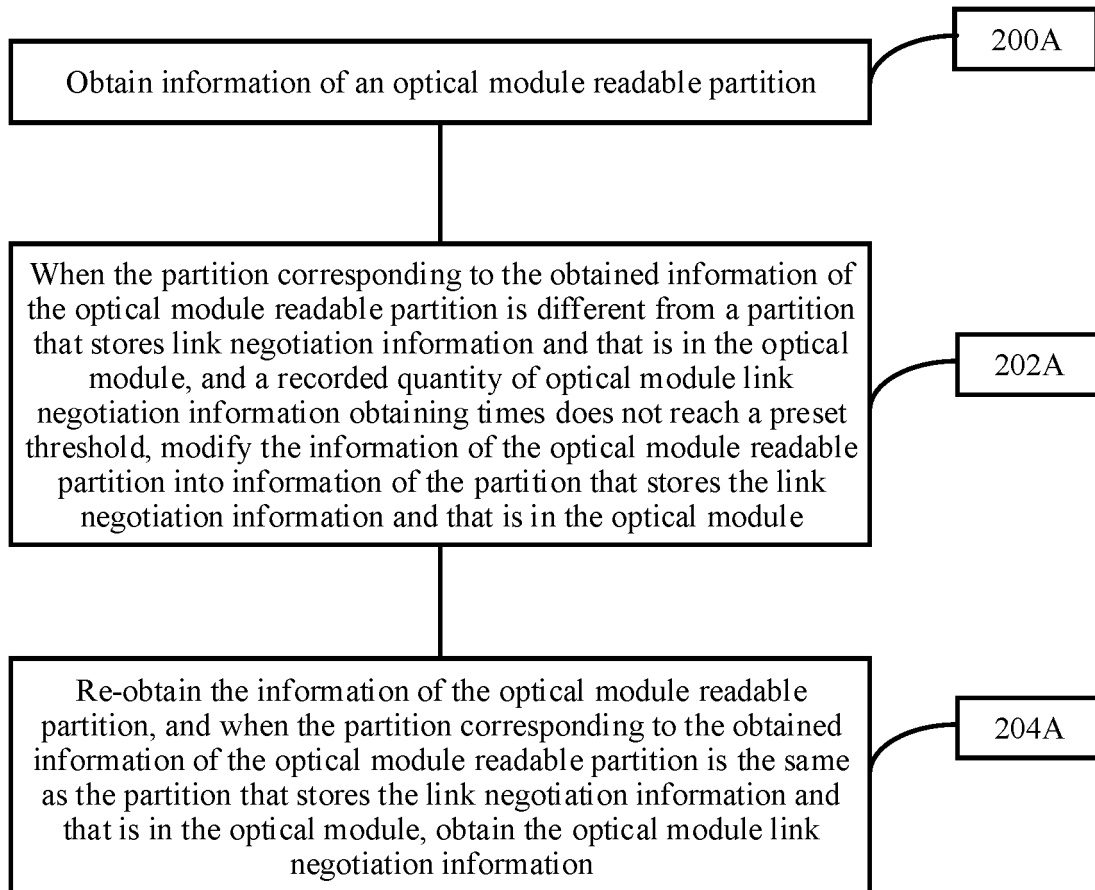 200A
Obtain information of an optical module readable partition
When the partition corresponding to the obtained information of
the optical module readable partition is different from a partition
that stores link negotiation information and that is in the optical
module, and a recorded quantity of optical module link
negotiation information obtaining times does not reach a preset
threshold, modify the information of the optical module readable
partition into information of the partition that stores the link
negotiation information and that is in the optical module
202A
Re-obtain the information of the optical module readable
partition, and when the partition corresponding to the obtained
information of the optical module readable partition is the same
as the partition that stores the link negotiation information and
that is in the optical module, obtain the optical module link
negotiation information
204A